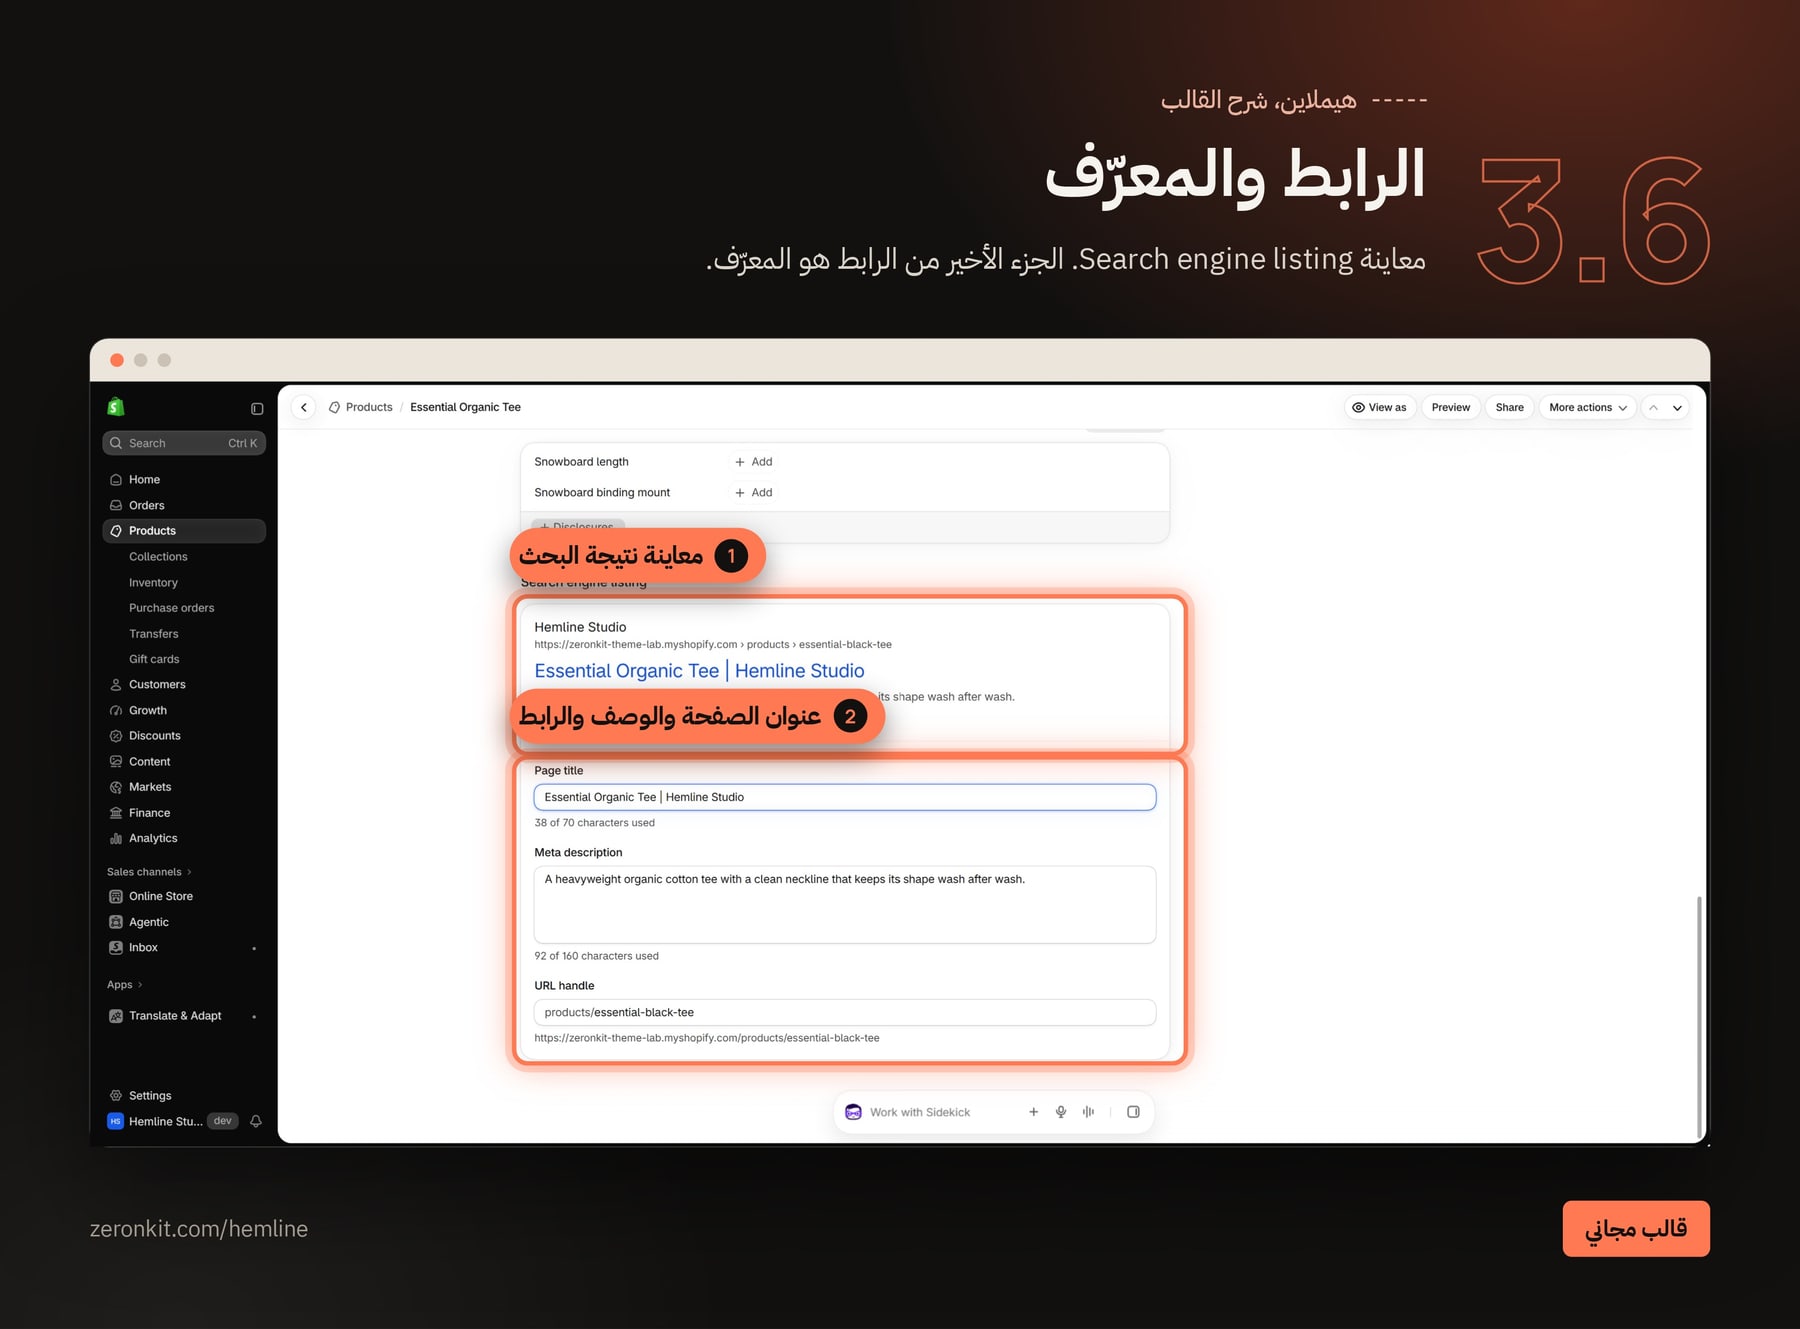 هيملاين، شرح القالب
3.6
الرابط والمعرّف
معاينة Search engine listing. الجزء الأخير من الرابط هو المعرّف.
Search Ctrl K
Home
Orders
Products
Collections
Inventory
Purchase orders
Transfers
Gift cards
Customers
Growth
Discounts
Content
Markets
Finance
Analytics
Sales channels
Online Store
Agentic
Inbox
Apps
Translate & Adapt
Settings
HS Hemline Stu... dev
Products / Essential Organic Tee
View as Preview Share More actions
Snowboard length + Add
Snowboard binding mount + Add
+ Disclosures
1 معاينة نتيجة البحث
Search engine listing
Hemline Studio
https://zeronkit-theme-lab.myshopify.com › products › essential-black-tee
Essential Organic Tee | Hemline Studio
its shape wash after wash.
2 عنوان الصفحة والوصف والرابط
Page title
Essential Organic Tee | Hemline Studio
38 of 70 characters used
Meta description
A heavyweight organic cotton tee with a clean neckline that keeps its shape wash after wash.
92 of 160 characters used
URL handle
products/essential-black-tee
https://zeronkit-theme-lab.myshopify.com/products/essential-black-tee
Work with Sidekick
zeronkit.com/hemline
قالب مجاني